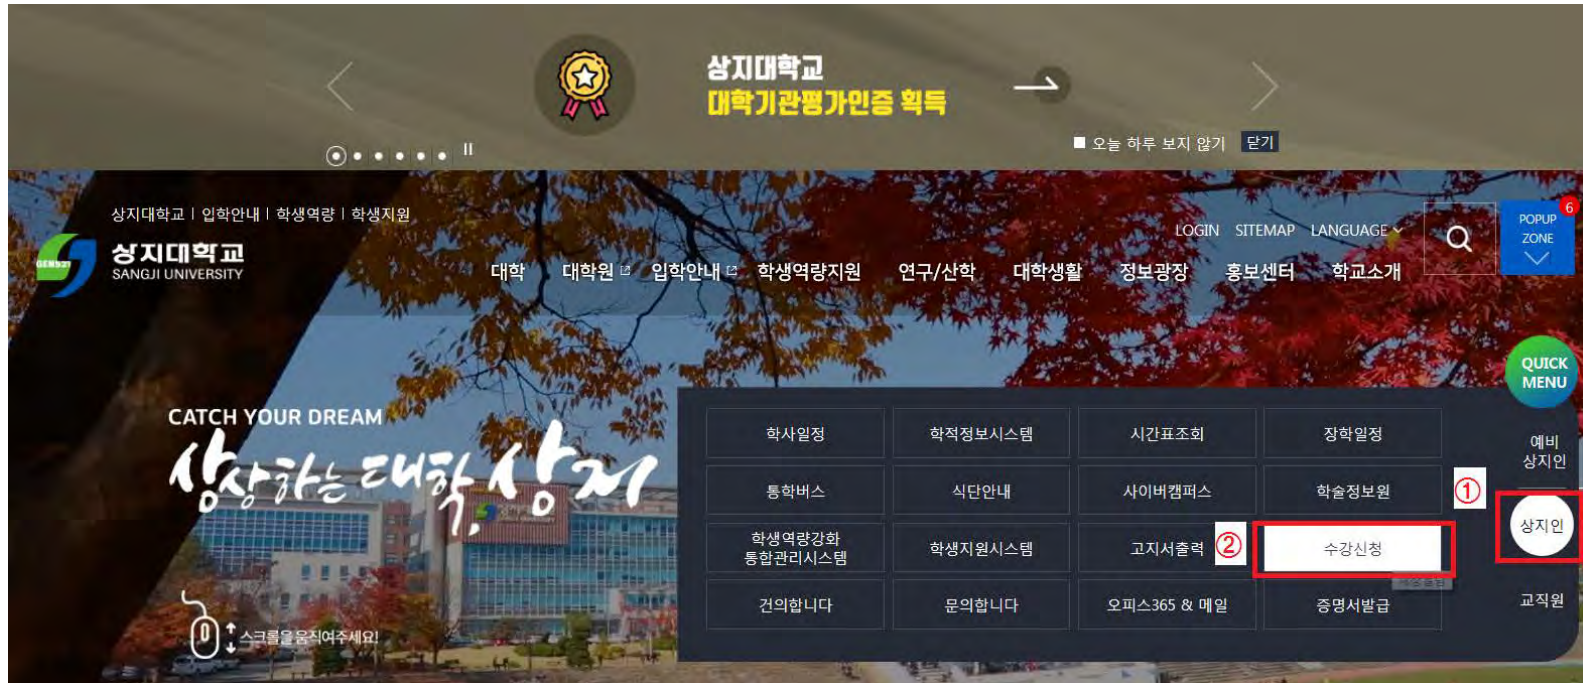 상지대학교
대학기관평가인증 획득
오늘 하루 보지 않기 닫기
상지대학교 | 입학안내 | 학생역량 | 학생지원
LOGIN SITEMAP LANGUAGE
6
POPUP
ZONE
GENS21
상지대학교
SANGJI UNIVERSITY
대학 대학원 입학안내 학생역량지원 연구/산학 대학생활 정보광장 홍보센터 학교소개
QUICK
MENU
CATCH YOUR DREAM
상상하는 대학, 상지
학사일정 학적정보시스템 시간표조회 장학일정
예비
상지인
통학버스 식단안내 사이버캠퍼스 학술정보원
①
상지인
학생역량강화
통합관리시스템
학생지원시스템 고지서출력 ② 수강신청
건의합니다 문의합니다 오피스365 & 메일 증명서발급
교직원
스크롤을 움직여주세요!
SANGJI UNIVERSITY